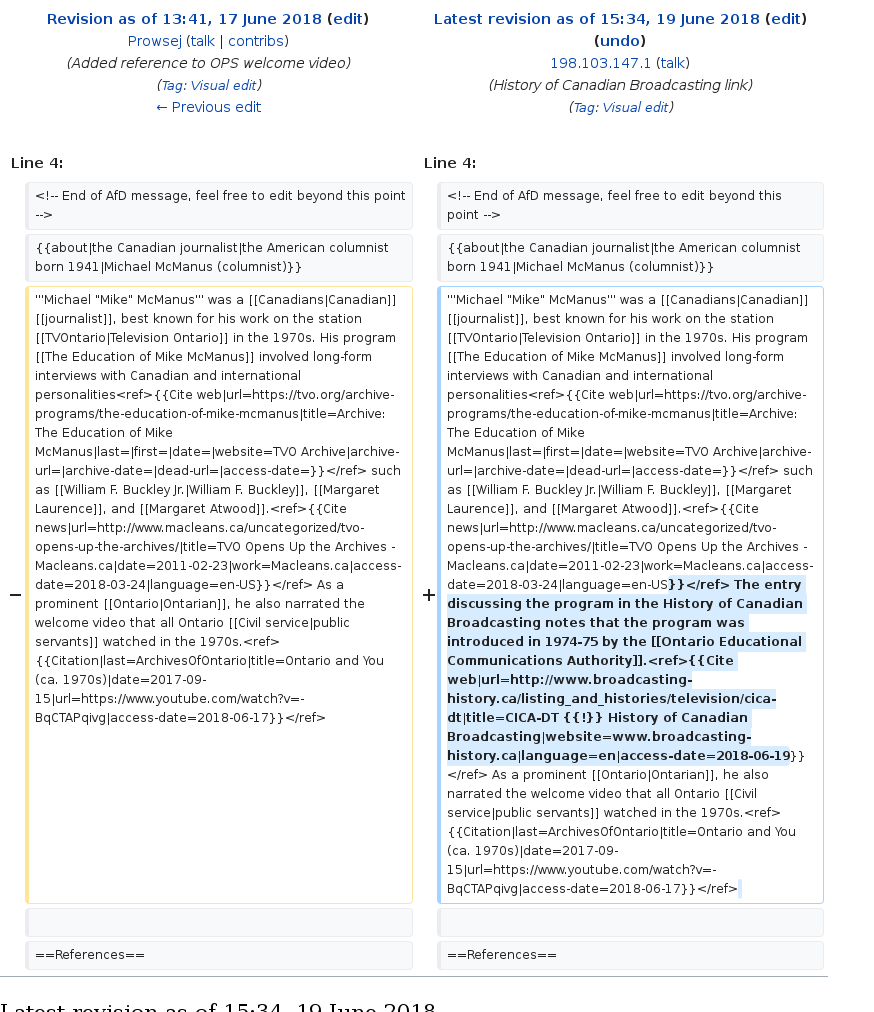 Revision as of 13:41, 17 June 2018 (edit)
Prowsej (talk | contribs)
(Added reference to OPS welcome video)
(Tag: Visual edit)
← Previous edit
Latest revision as of 15:34, 19 June 2018 (edit)
(undo)
198.103.147.1 (talk)
(History of Canadian Broadcasting link)
(Tag: Visual edit)
Line 4:
Line 4:
<!-- End of AfD message, feel free to edit beyond this point
-->
<!-- End of AfD message, feel free to edit beyond this
point -->
{{about|the Canadian journalist|the American columnist
born 1941|Michael McManus (columnist)}}
{{about|the Canadian journalist|the American columnist
born 1941|Michael McManus (columnist)}}
−
'''Michael "Mike" McManus''' was a [[Canadians|Canadian]]
[[journalist]], best known for his work on the station
[[TVOntario|Television Ontario]] in the 1970s. His program
[[The Education of Mike McManus]] involved long-form
interviews with Canadian and international
personalities<ref>{{Cite web|url=https://tvo.org/archive-
programs/the-education-of-mike-mcmanus|title=Archive:
The Education of Mike
McManus|last=|first=|date=|website=TVO Archive|archive-
url=|archive-date=|dead-url=|access-date=}}</ref> such
as [[William F. Buckley Jr.|William F. Buckley]], [[Margaret
Laurence]], and [[Margaret Atwood]].<ref>{{Cite
news|url=http://www.macleans.ca/uncategorized/tvo-
opens-up-the-archives/|title=TVO Opens Up the Archives -
Macleans.ca|date=2011-02-23|work=Macleans.ca|access-
date=2018-03-24|language=en-US}}</ref> As a
prominent [[Ontario|Ontarian]], he also narrated the
welcome video that all Ontario [[Civil service|public
servants]] watched in the 1970s.<ref>
{{Citation|last=ArchivesOfOntario|title=Ontario and You
(ca. 1970s)|date=2017-09-
15|url=https://www.youtube.com/watch?v=-
BqCTAPqivg|access-date=2018-06-17}}</ref>
+
'''Michael "Mike" McManus''' was a [[Canadians|Canadian]]
[[journalist]], best known for his work on the station
[[TVOntario|Television Ontario]] in the 1970s. His program
[[The Education of Mike McManus]] involved long-form
interviews with Canadian and international
personalities<ref>{{Cite web|url=https://tvo.org/archive-
programs/the-education-of-mike-mcmanus|title=Archive:
The Education of Mike
McManus|last=|first=|date=|website=TVO Archive|archive-
url=|archive-date=|dead-url=|access-date=}}</ref> such
as [[William F. Buckley Jr.|William F. Buckley]], [[Margaret
Laurence]], and [[Margaret Atwood]].<ref>{{Cite
news|url=http://www.macleans.ca/uncategorized/tvo-
opens-up-the-archives/|title=TVO Opens Up the Archives -
Macleans.ca|date=2011-02-23|work=Macleans.ca|access-
date=2018-03-24|language=en-US}}</ref> The entry
discussing the program in the History of Canadian
Broadcasting notes that the program was
introduced in 1974-75 by the [[Ontario Educational
Communications Authority]].<ref>{{Cite
web|url=http://www.broadcasting-
history.ca/listing_and_histories/television/cica-
dt|title=CICA-DT {{!}} History of Canadian
Broadcasting|website=www.broadcasting-
history.ca|language=en|access-date=2018-06-19}}
</ref> As a prominent [[Ontario|Ontarian]], he also
narrated the welcome video that all Ontario [[Civil
service|public servants]] watched in the 1970s.<ref>
{{Citation|last=ArchivesOfOntario|title=Ontario and You
(ca. 1970s)|date=2017-09-
15|url=https://www.youtube.com/watch?v=-
BqCTAPqivg|access-date=2018-06-17}}</ref>
==References==
==References==
Latest revision as of 15:34, 19 June 2018